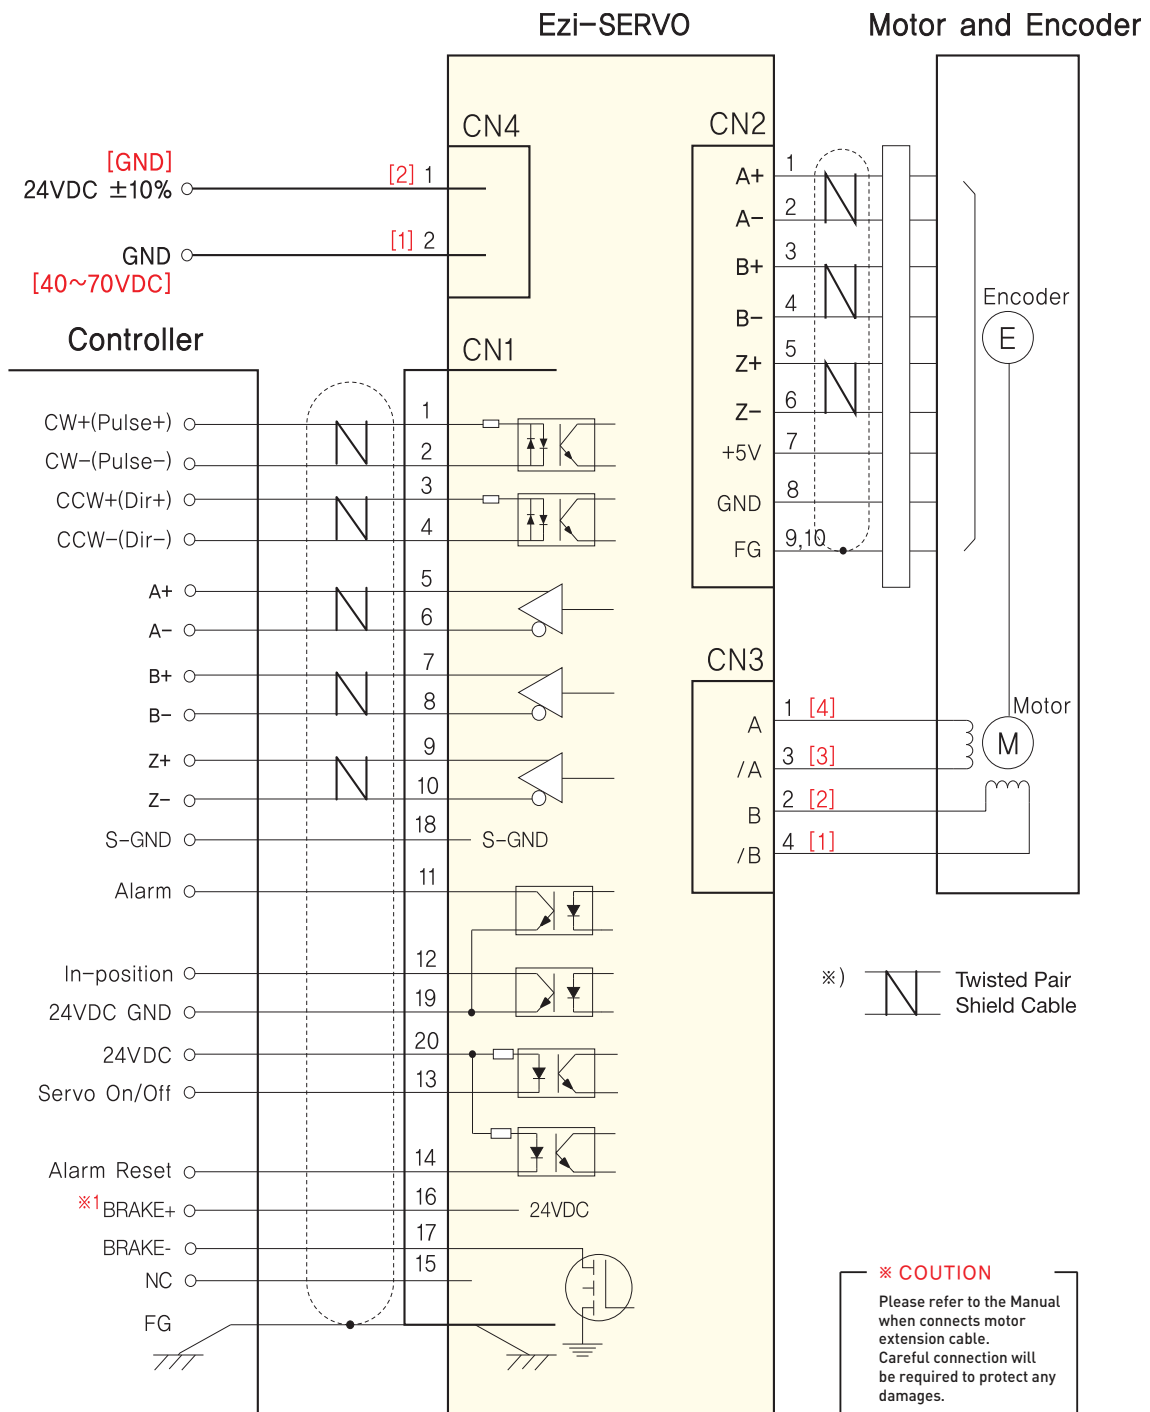 Ezi-SERVO
Motor and Encoder
CN4
[GND]
24VDC ±10%
[2] 1
GND
[1] 2
[40~70VDC]
CN2
A+ 1
A- 2
B+ 3
B- 4
Z+ 5
Z- 6
+5V 7
GND 8
FG 9,10
Encoder
E
Controller
CN1
CW+(Pulse+) 1
CW-(Pulse-) 2
CCW+(Dir+) 3
CCW-(Dir-) 4
A+ 5
A- 6
B+ 7
B- 8
Z+ 9
Z- 10
S-GND 18 S-GND
Alarm 11
In-position 12
24VDC GND 19
24VDC 20
Servo On/Off 13
Alarm Reset 14
※1 BRAKE+ 16 24VDC
BRAKE- 17
NC 15
FG
CN3
A 1 [4]
/A 3 [3]
B 2 [2]
/B 4 [1]
Motor
M
※) Twisted Pair
Shield Cable
※ COUTION
Please refer to the Manual
when connects motor
extension cable.
Careful connection will
be required to protect any
damages.